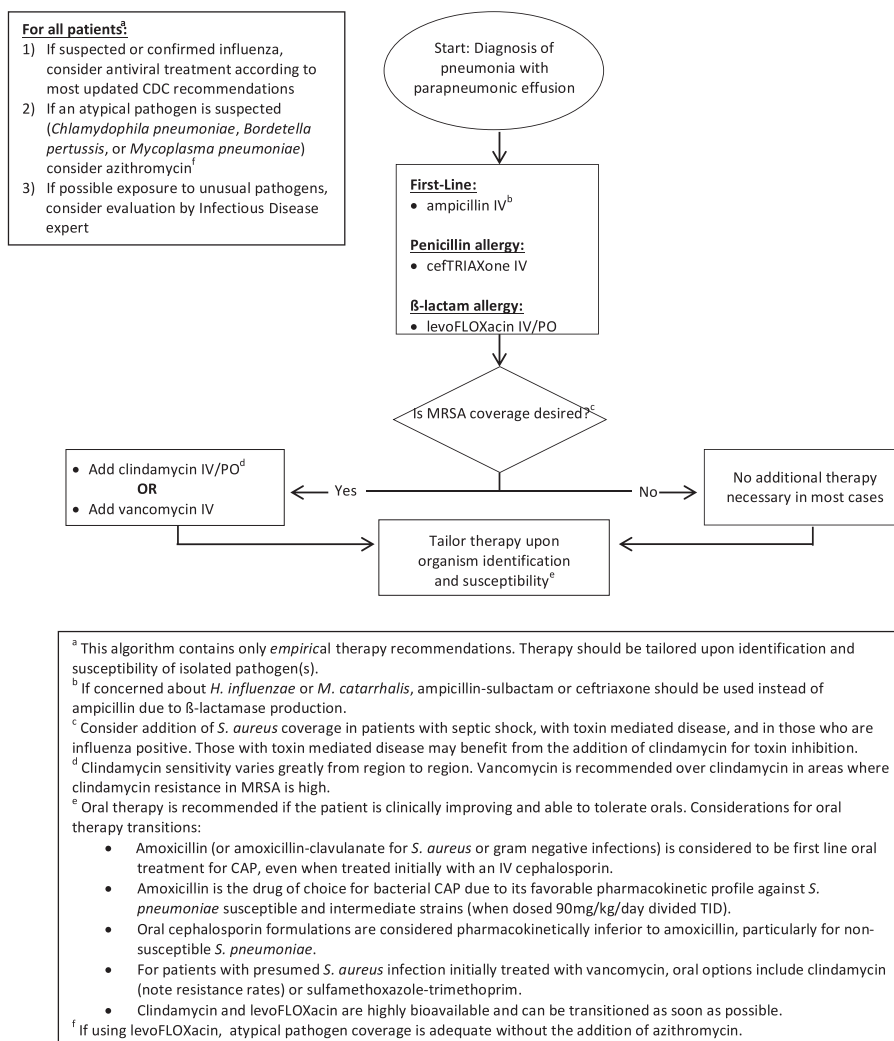 For all patientsa:
1) If suspected or confirmed influenza,
consider antiviral treatment according to
most updated CDC recommendations
2) If an atypical pathogen is suspected
(Chlamydophila pneumoniae, Bordetella
pertussis, or Mycoplasma pneumoniae)
consider azithromycinf
3) If possible exposure to unusual pathogens,
consider evaluation by Infectious Disease
expert
Start: Diagnosis of
pneumonia with
parapneumonic effusion
First-Line:
• ampicillin IVb
Penicillin allergy:
• cefTRIAXone IV
ß-lactam allergy:
• levoFLOXacin IV/PO
Is MRSA coverage desired?c
Yes
No
• Add clindamycin IV/POd
OR
• Add vancomycin IV
No additional therapy
necessary in most cases
Tailor therapy upon
organism identification
and susceptibilitye
a This algorithm contains only empirical therapy recommendations. Therapy should be tailored upon identification and
susceptibility of isolated pathogen(s).
b If concerned about H. influenzae or M. catarrhalis, ampicillin-sulbactam or ceftriaxone should be used instead of
ampicillin due to ß-lactamase production.
c Consider addition of S. aureus coverage in patients with septic shock, with toxin mediated disease, and in those who are
influenza positive. Those with toxin mediated disease may benefit from the addition of clindamycin for toxin inhibition.
d Clindamycin sensitivity varies greatly from region to region. Vancomycin is recommended over clindamycin in areas where
clindamycin resistance in MRSA is high.
e Oral therapy is recommended if the patient is clinically improving and able to tolerate orals. Considerations for oral
therapy transitions:
• Amoxicillin (or amoxicillin-clavulanate for S. aureus or gram negative infections) is considered to be first line oral
treatment for CAP, even when treated initially with an IV cephalosporin.
• Amoxicillin is the drug of choice for bacterial CAP due to its favorable pharmacokinetic profile against S.
pneumoniae susceptible and intermediate strains (when dosed 90mg/kg/day divided TID).
• Oral cephalosporin formulations are considered pharmacokinetically inferior to amoxicillin, particularly for non-
susceptible S. pneumoniae.
• For patients with presumed S. aureus infection initially treated with vancomycin, oral options include clindamycin
(note resistance rates) or sulfamethoxazole-trimethoprim.
• Clindamycin and levoFLOXacin are highly bioavailable and can be transitioned as soon as possible.
f If using levoFLOXacin, atypical pathogen coverage is adequate without the addition of azithromycin.